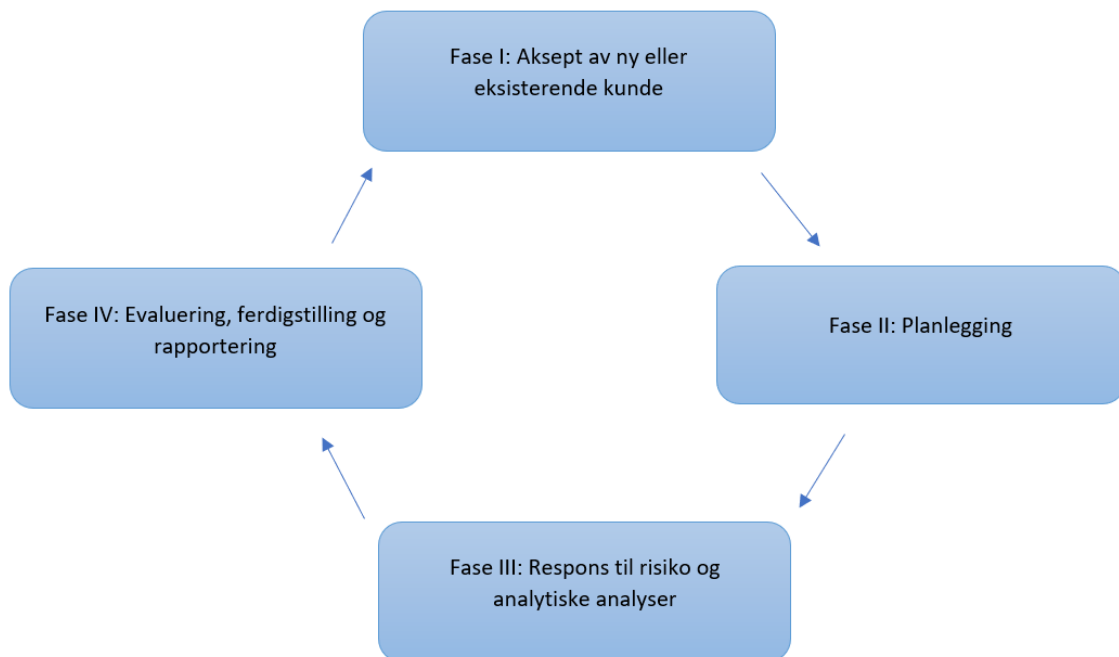 Fase I: Aksept av ny eller
eksisterende kunde
Fase IV: Evaluering, ferdigstilling og
rapportering
Fase II: Planlegging
Fase III: Respons til risiko og
analytiske analyser